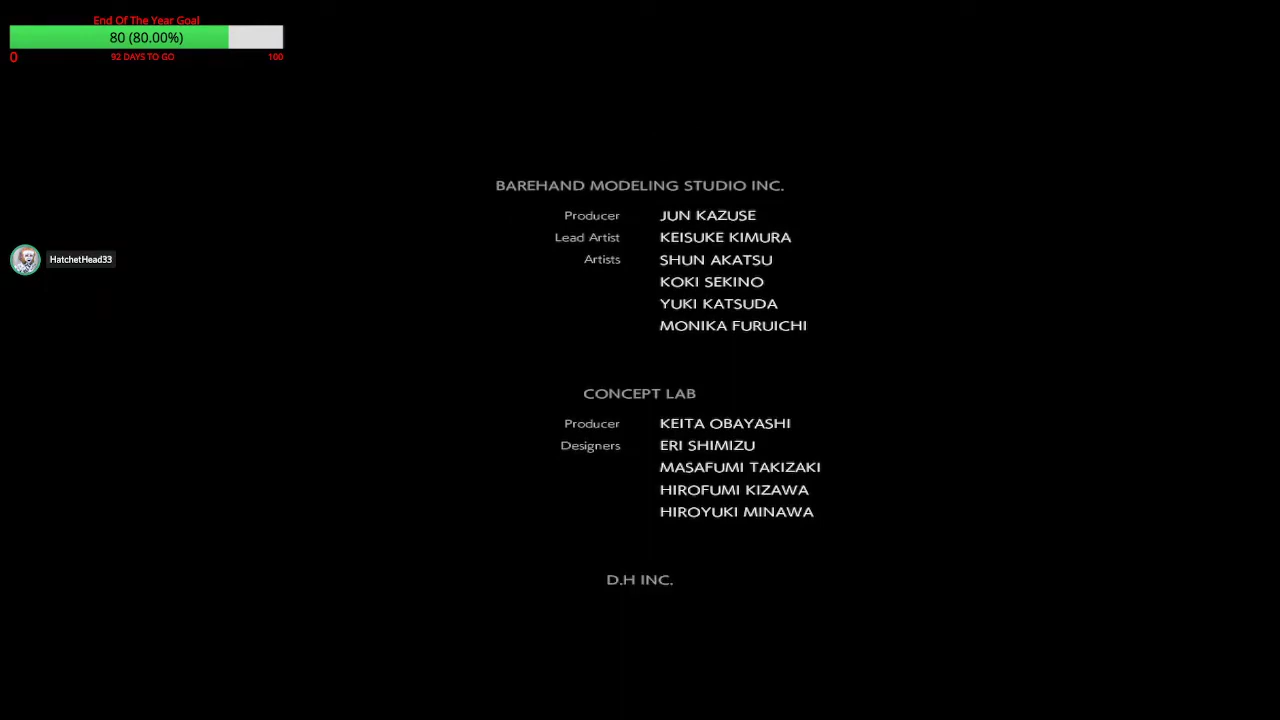 End Of The Year Goal
80 (80.00%)
0 92 DAYS TO GO 100
BAREHAND MODELING STUDIO INC.
Producer JUN KAZUSE
Lead Artist KEISUKE KIMURA
Artists SHUN AKATSU
HatchetHead33
KOKI SEKINO
YUKI KATSUDA
MONIKA FURUICHI
CONCEPT LAB
Producer KEITA OBAYASHI
Designers ERI SHIMIZU
MASAFUMI TAKIZAKI
HIROFUMI KIZAWA
HIROYUKI MINAWA
D.H INC.